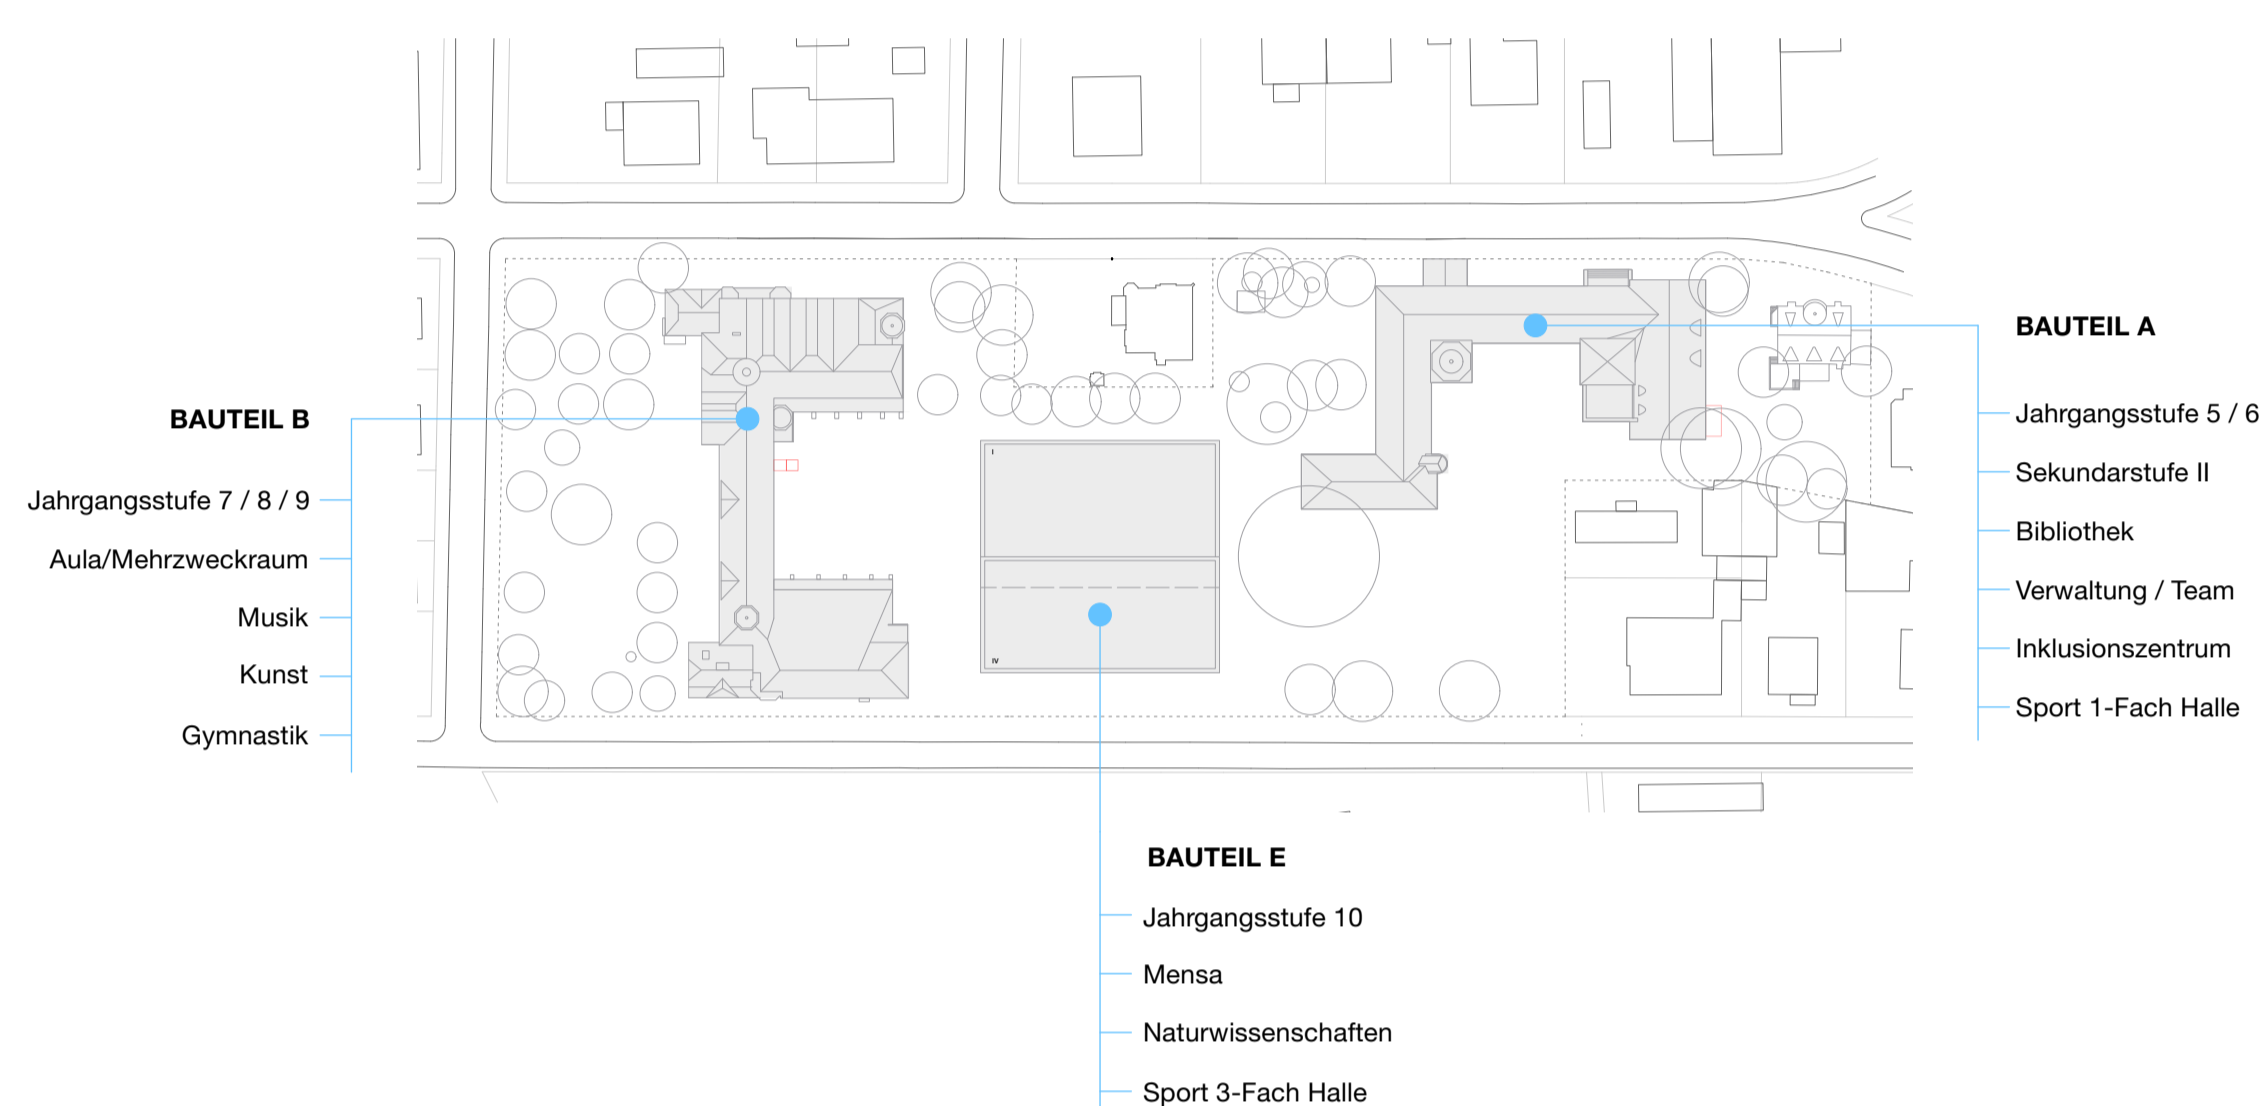 BAUTEIL B
Jahrgangsstufe 7 / 8 / 9
Aula/Mehrzweckraum
Musik
Kunst
Gymnastik
I
IV
BAUTEIL A
Jahrgangsstufe 5 / 6
Sekundarstufe II
Bibliothek
Verwaltung / Team
Inklusionszentrum
Sport 1-Fach Halle
BAUTEIL E
Jahrgangsstufe 10
Mensa
Naturwissenschaften
Sport 3-Fach Halle